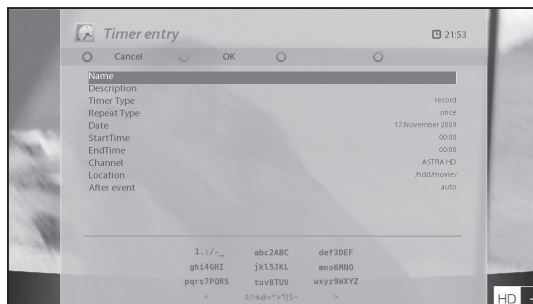 Timer entry 21:53
Cancel OK
Name
Description
Timer Type record
Repeat Type once
Date 17 November 2009
StartTime 00:00
EndTime 00:00
Channel ASTRA HD
Location /hdd/movie/
After event auto
1.:/-_ abc2ABC def3DEF
ghi4GHI jkl5JKL mno6MNO
pqrs7PQRS tuv8TUV wxyz9WXYZ
< >
HD